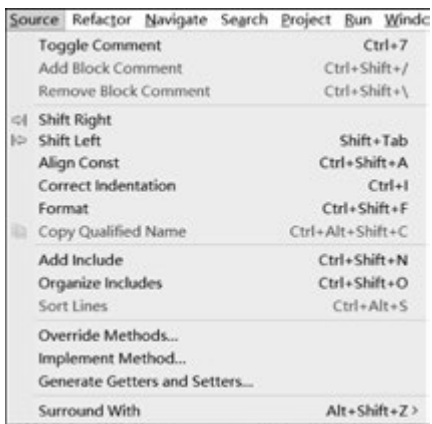 Source Refactor Navigate Search Project Run Windo
Toggle Comment Ctrl+7
Add Block Comment Ctrl+Shift+/
Remove Block Comment Ctrl+Shift+\
Shift Right
Shift Left Shift+Tab
Align Const Ctrl+Shift+A
Correct Indentation Ctrl+I
Format Ctrl+Shift+F
Copy Qualified Name Ctrl+Alt+Shift+C
Add Include Ctrl+Shift+N
Organize Includes Ctrl+Shift+O
Sort Lines Ctrl+Alt+S
Override Methods...
Implement Method...
Generate Getters and Setters...
Surround With Alt+Shift+Z >